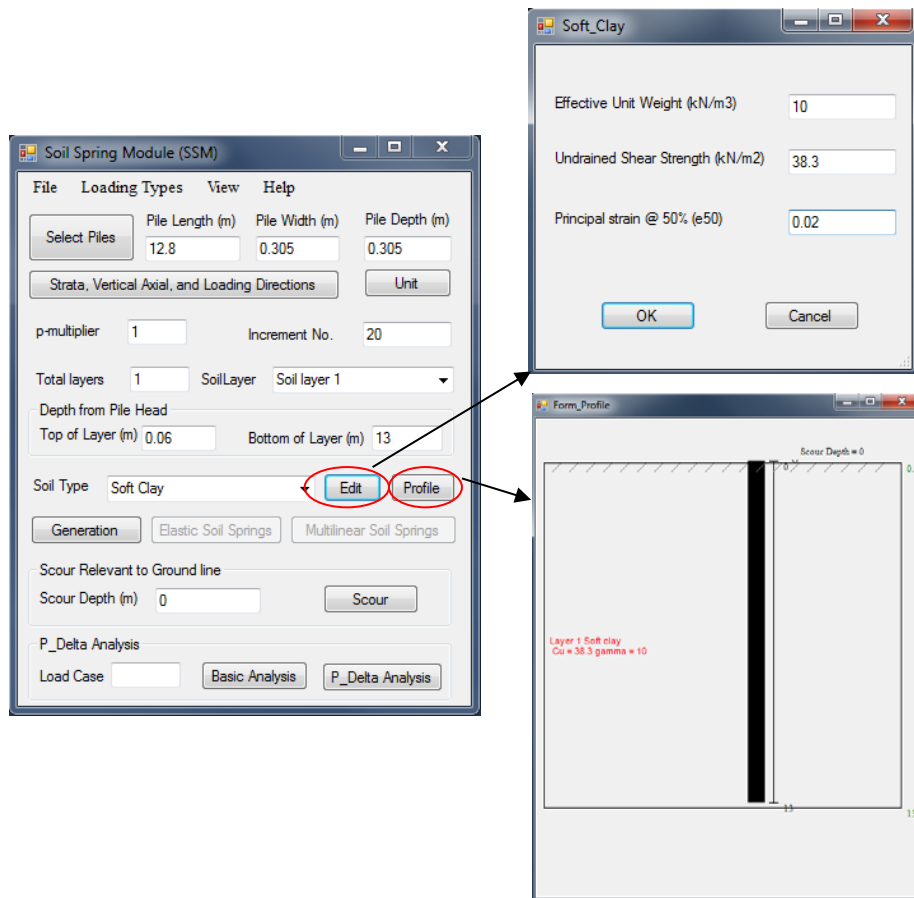 Soil Spring Module (SSM)
File Loading Types View Help
Select Piles
Pile Length (m) Pile Width (m) Pile Depth (m)
12.8 0.305 0.305
Strata, Vertical Axial, and Loading Directions Unit
p-multiplier 1 Increment No. 20
Total layers 1 SoilLayer Soil layer 1
Depth from Pile Head
Top of Layer (m) 0.06 Bottom of Layer (m) 13
Soil Type Soft Clay Edit Profile
Generation Elastic Soil Springs Multilinear Soil Springs
Scour Relevant to Ground line
Scour Depth (m) 0 Scour
P_Delta Analysis
Load Case Basic Analysis P_Delta Analysis
Soft_Clay
Effective Unit Weight (kN/m3) 10
Undrained Shear Strength (kN/m2) 38.3
Principal strain @ 50% (e50) 0.02
OK Cancel
Form_Profile
Scour Depth = 0
Layer 1 Soft clay
Cu = 38.3 gamma = 10
13